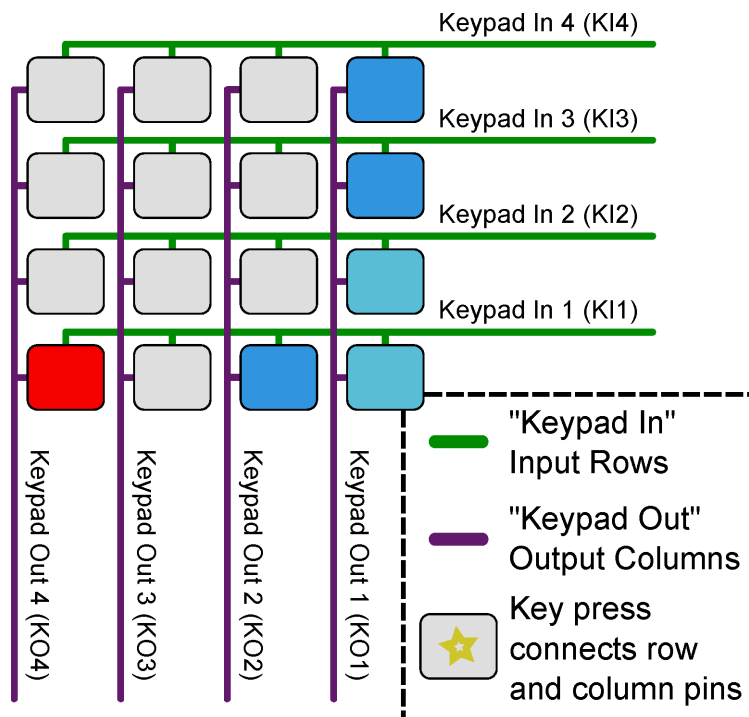 Keypad In 4 (KI4)
Keypad In 3 (KI3)
Keypad In 2 (KI2)
Keypad In 1 (KI1)
Keypad Out 4 (KO4)
Keypad Out 3 (KO3)
Keypad Out 2 (KO2)
Keypad Out 1 (KO1)
"Keypad In"
Input Rows
"Keypad Out"
Output Columns
Key press
connects row
and column pins